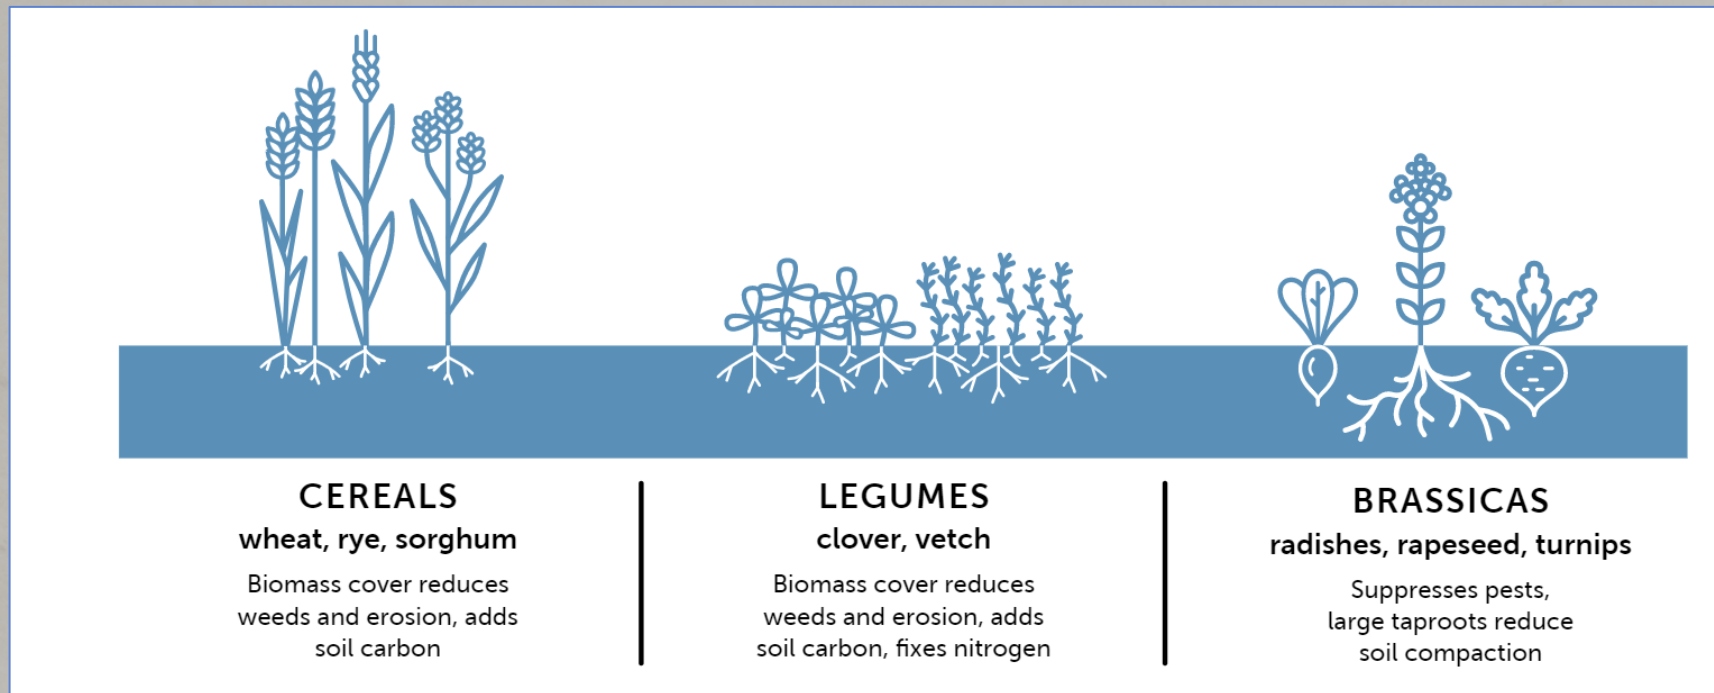 CEREALS
wheat, rye, sorghum
Biomass cover reduces
weeds and erosion, adds
soil carbon
LEGUMES
clover, vetch
Biomass cover reduces
weeds and erosion, adds
soil carbon, fixes nitrogen
BRASSICAS
radishes, rapeseed, turnips
Suppresses pests,
large taproots reduce
soil compaction